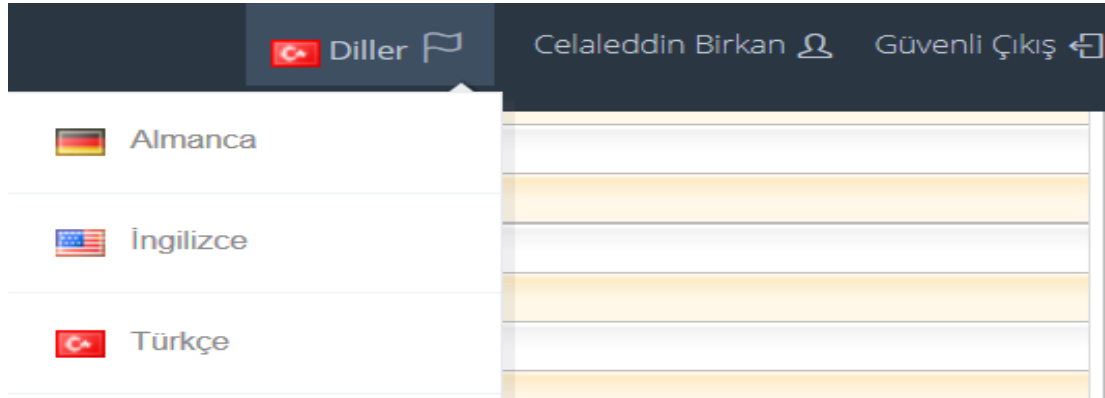 Diller Celaleddin Birkan Güvenli Çıkış
Almanca
İngilizce
Türkçe